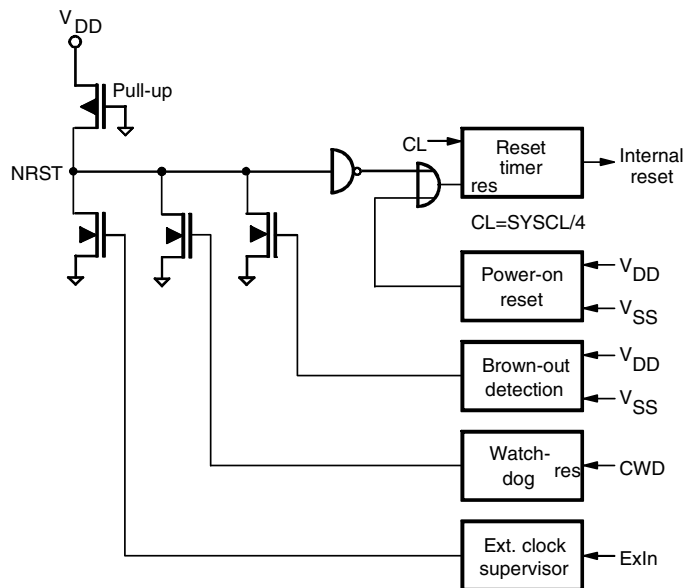 VDD
Pull-up
NRST
CL
Reset
timer
res
Internal
reset
CL=SYSCL/4
Power-on
reset
VDD
VSS
Brown-out
detection
VDD
VSS
Watch-
dog
res
CWD
Ext. clock
supervisor
ExIn